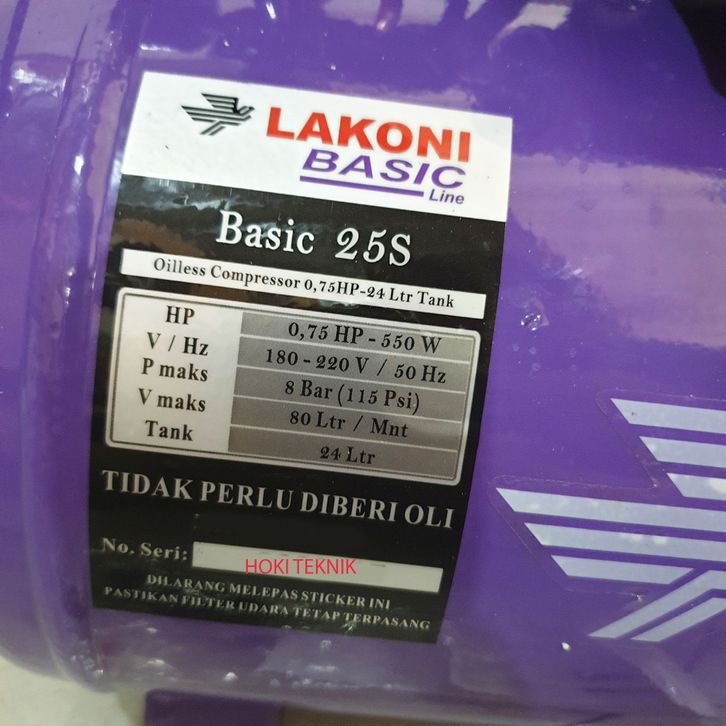 LAKONI
BASIC
Line
Basic 25S
Oilless Compressor 0,75HP-24 Ltr Tank
HP 0,75 HP - 550 W
V / Hz 180 - 220 V / 50 Hz
P maks 8 Bar (115 Psi)
V maks 80 Ltr / Mnt
Tank 24 Ltr
TIDAK PERLU DIBERI OLI
No. Seri: HOKI TEKNIK
DILARANG MELEPAS STICKER INI
PASTIKAN FILTER UDARA TETAP TERPASANG